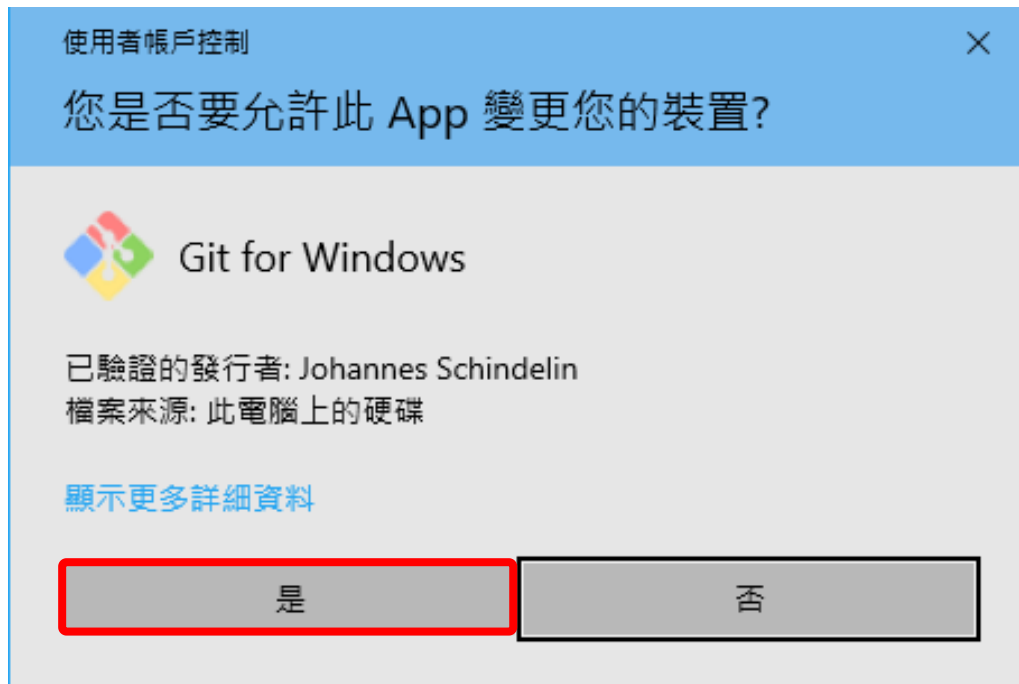 使用者帳戶控制
您是否要允許此 App 變更您的裝置?
Git for Windows
已驗證的發行者: Johannes Schindelin
檔案來源: 此電腦上的硬碟
顯示更多詳細資料
是
否